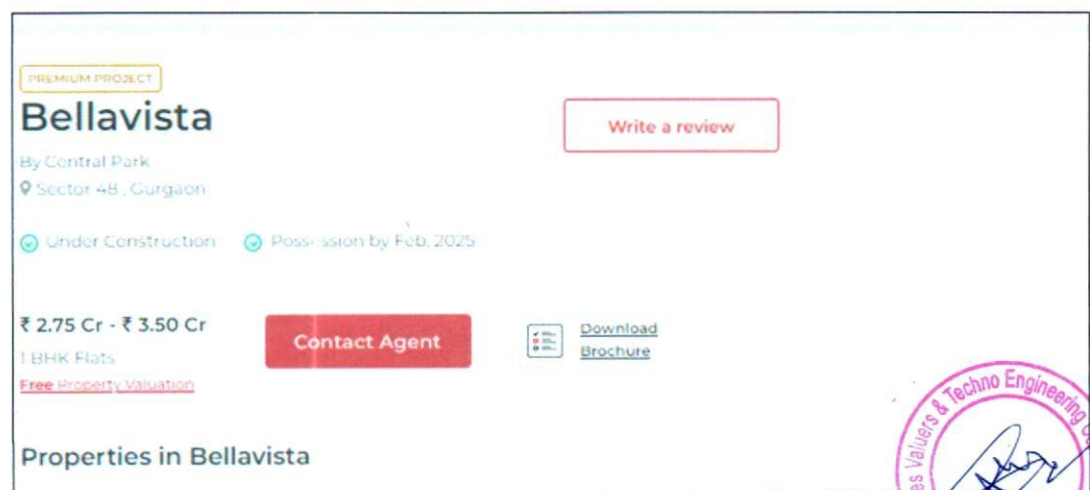 PREMIUM PROJECT
Bellavista
Write a review
By Central Park
Sector 48 , Gurgaon
Under Construction
Possession by Feb, 2025
₹ 2.75 Cr - ₹ 3.50 Cr
Contact Agent
Download
Brochure
1 BHK Flats
Free Property Valuation
Properties in Bellavista
Valuers & Techno Engineering